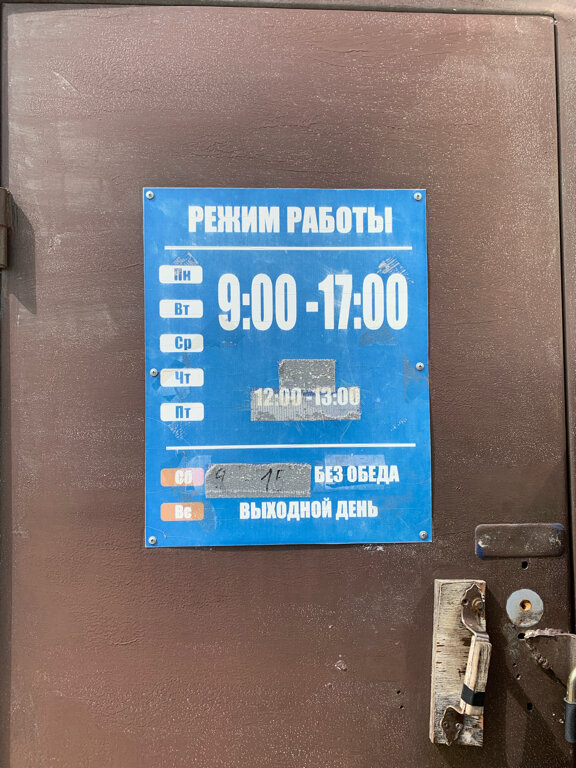 РЕЖИМ РАБОТЫ
Пн
Вт
9:00 - 17:00
Ср
Чт
12:00 - 13:00
Пт
Сб БЕЗ ОБЕДА
Вс ВЫХОДНОЙ ДЕНЬ